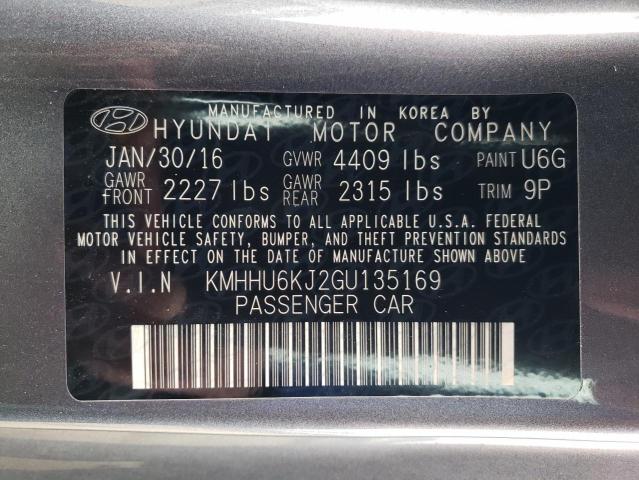 MANUFACTURED IN KOREA BY
HYUNDAI MOTOR COMPANY
JAN/30/16 GVWR 4409 lbs PAINT U6G
GAWR FRONT 2227 lbs GAWR REAR 2315 lbs TRIM 9P
THIS VEHICLE CONFORMS TO ALL APPLICABLE U.S.A. FEDERAL
MOTOR VEHICLE SAFETY, BUMPER, AND THEFT PREVENTION STANDARDS
IN EFFECT ON THE DATE OF MANUFACTURE SHOWN ABOVE
V.I.N KMHHU6KJ2GU135169
PASSENGER CAR